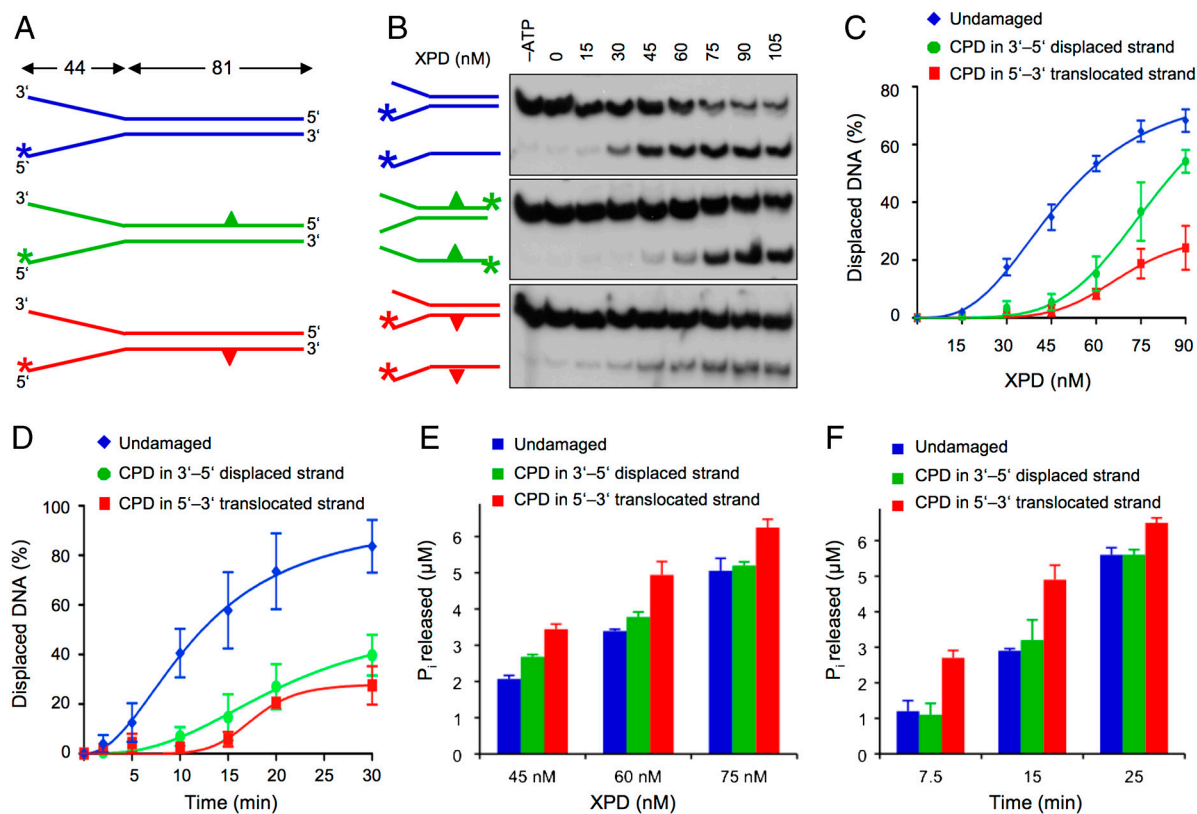 A
44 81
3‘
5‘
3‘
*
5‘
3‘
5‘
3‘
*
5‘
3‘
5‘
3‘
*
5‘
B
XPD (nM)
–ATP 0 15 30 45 60 75 90 105
*
*
*
*
*
*
C
Undamaged
CPD in 3‘–5‘ displaced strand
CPD in 5‘–3‘ translocated strand
Displaced DNA (%)
80
60
40
20
0
15 30 45 60 75 90
XPD (nM)
D
Undamaged
CPD in 3‘–5‘ displaced strand
CPD in 5‘–3‘ translocated strand
Displaced DNA (%)
100
80
60
40
20
0
5 10 15 20 30
Time (min)
E
Undamaged
CPD in 3‘–5‘ displaced strand
CPD in 5‘–3‘ translocated strand
Pi released (µM)
6
5
4
3
2
1
0
45 nM 60 nM 75 nM
XPD (nM)
F
Undamaged
CPD in 3‘–5‘ displaced strand
CPD in 5‘–3‘ translocated strand
Pi released (µM)
6
5
4
3
2
1
0
7.5 15 25
Time (min)